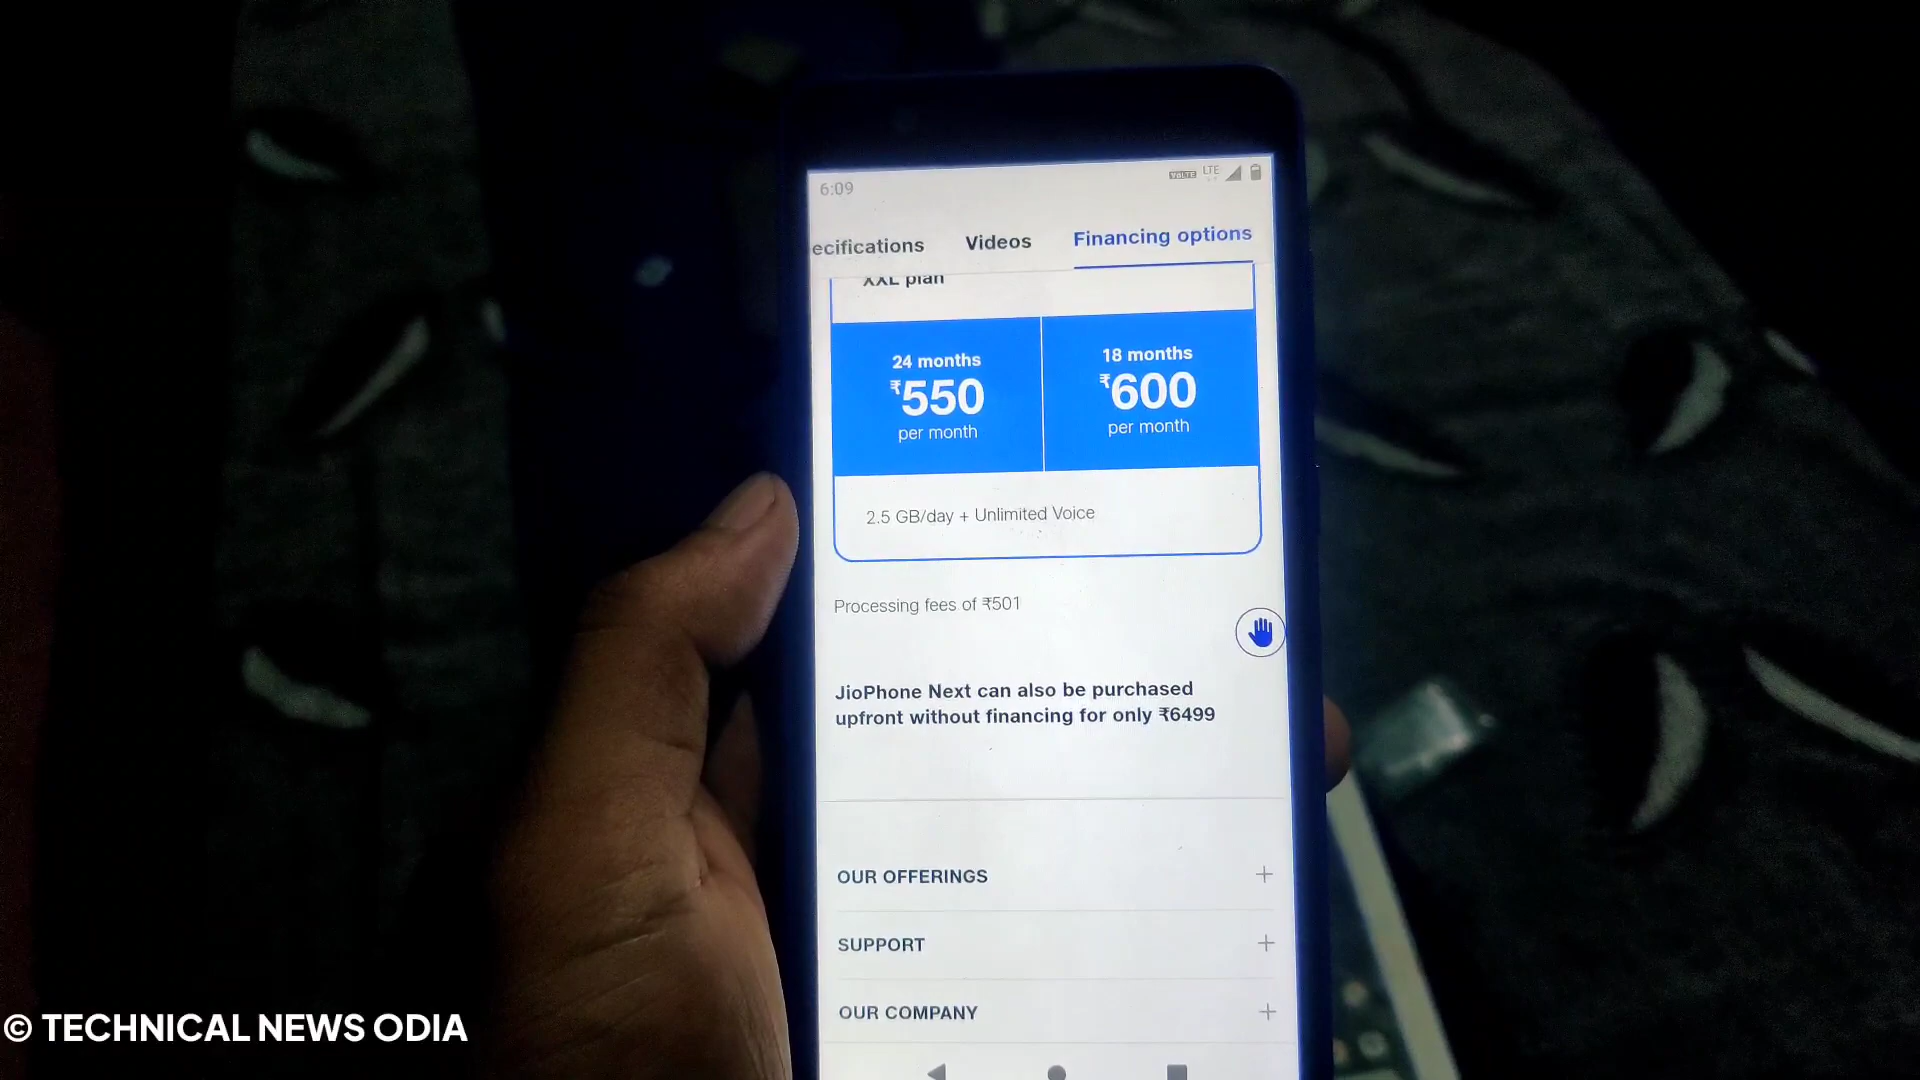 6:09
VoLTE LTE
ecifications Videos Financing options
XXL plan
24 months
₹550
per month
18 months
₹600
per month
2.5 GB/day + Unlimited Voice
Processing fees of ₹501
JioPhone Next can also be purchased
upfront without financing for only ₹6499
OUR OFFERINGS +
SUPPORT +
OUR COMPANY +
© TECHNICAL NEWS ODIA